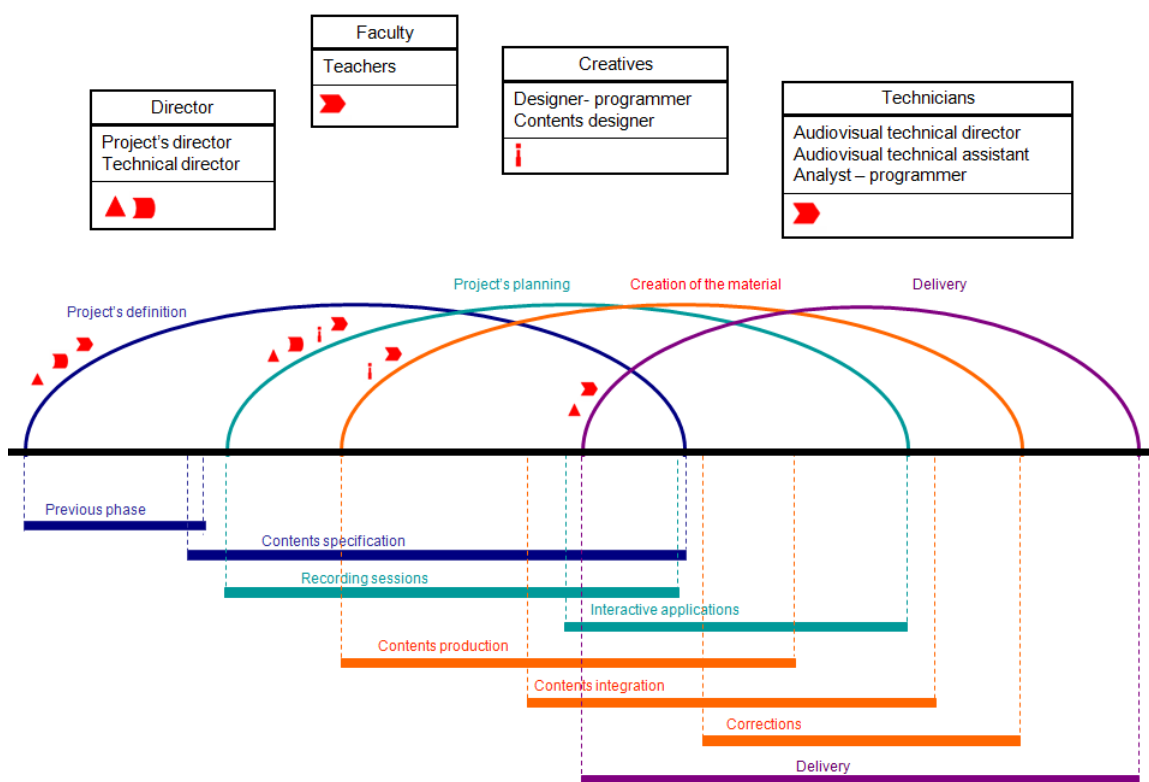 Faculty
Teachers
Creatives
Designer- programmer
Contents designer
Director
Project's director
Technical director
Technicians
Audiovisual technical director
Audiovisual technical assistant
Analyst – programmer
Project's definition
Project's planning
Creation of the material
Delivery
Previous phase
Contents specification
Recording sessions
Interactive applications
Contents production
Contents integration
Corrections
Delivery